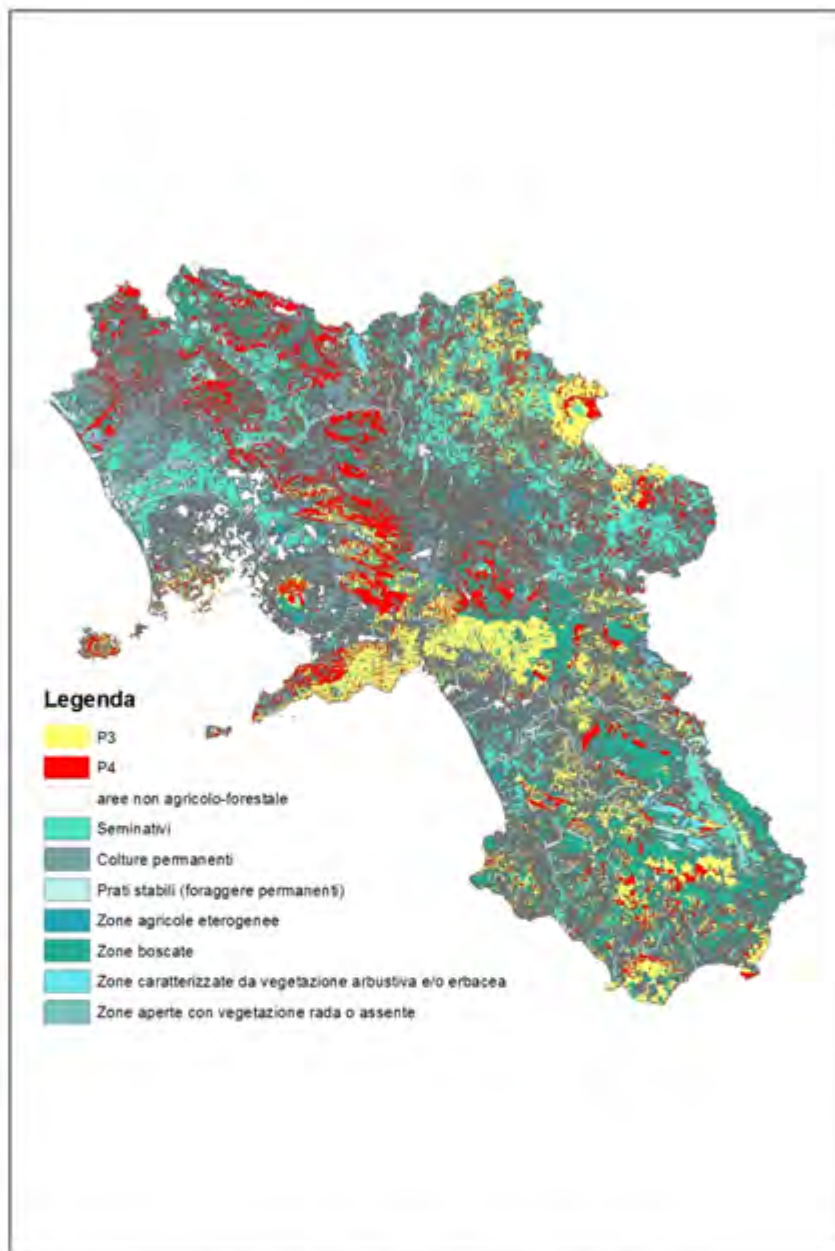 Legenda
P3
P4
aree non agricolo-forestale
Seminativi
Colture permanenti
Prati stabili (foraggere permanenti)
Zone agricole eterogenee
Zone boscate
Zone caratterizzate da vegetazione arbustiva e/o erbacea
Zone aperte con vegetazione rada o assente